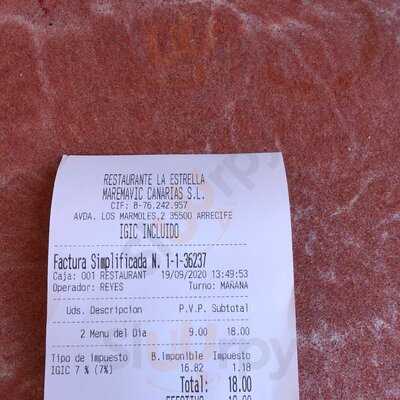 RESTAURANTE LA ESTRELLA
MAREMAVIC CANARIAS S.L.
CIF: B-76.242.957
AVDA. LOS MARMOLES,2 35500 ARRECIFE
IGIC INCLUIDO
Factura Simplificada N. 1-1-36237
Caja: 001 RESTAURANT 19/09/2020 13:49:53
Operador: REYES Turno: MAÑANA
Uds. Descripcion P.V.P. Subtotal
2 Menu del Dia 9.00 18.00
Tipo de Impuesto B.Imponible Impuesto
IGIC 7 % (7%) 16.82 1.18
Total: 18.00
EFECTIVO 18.00